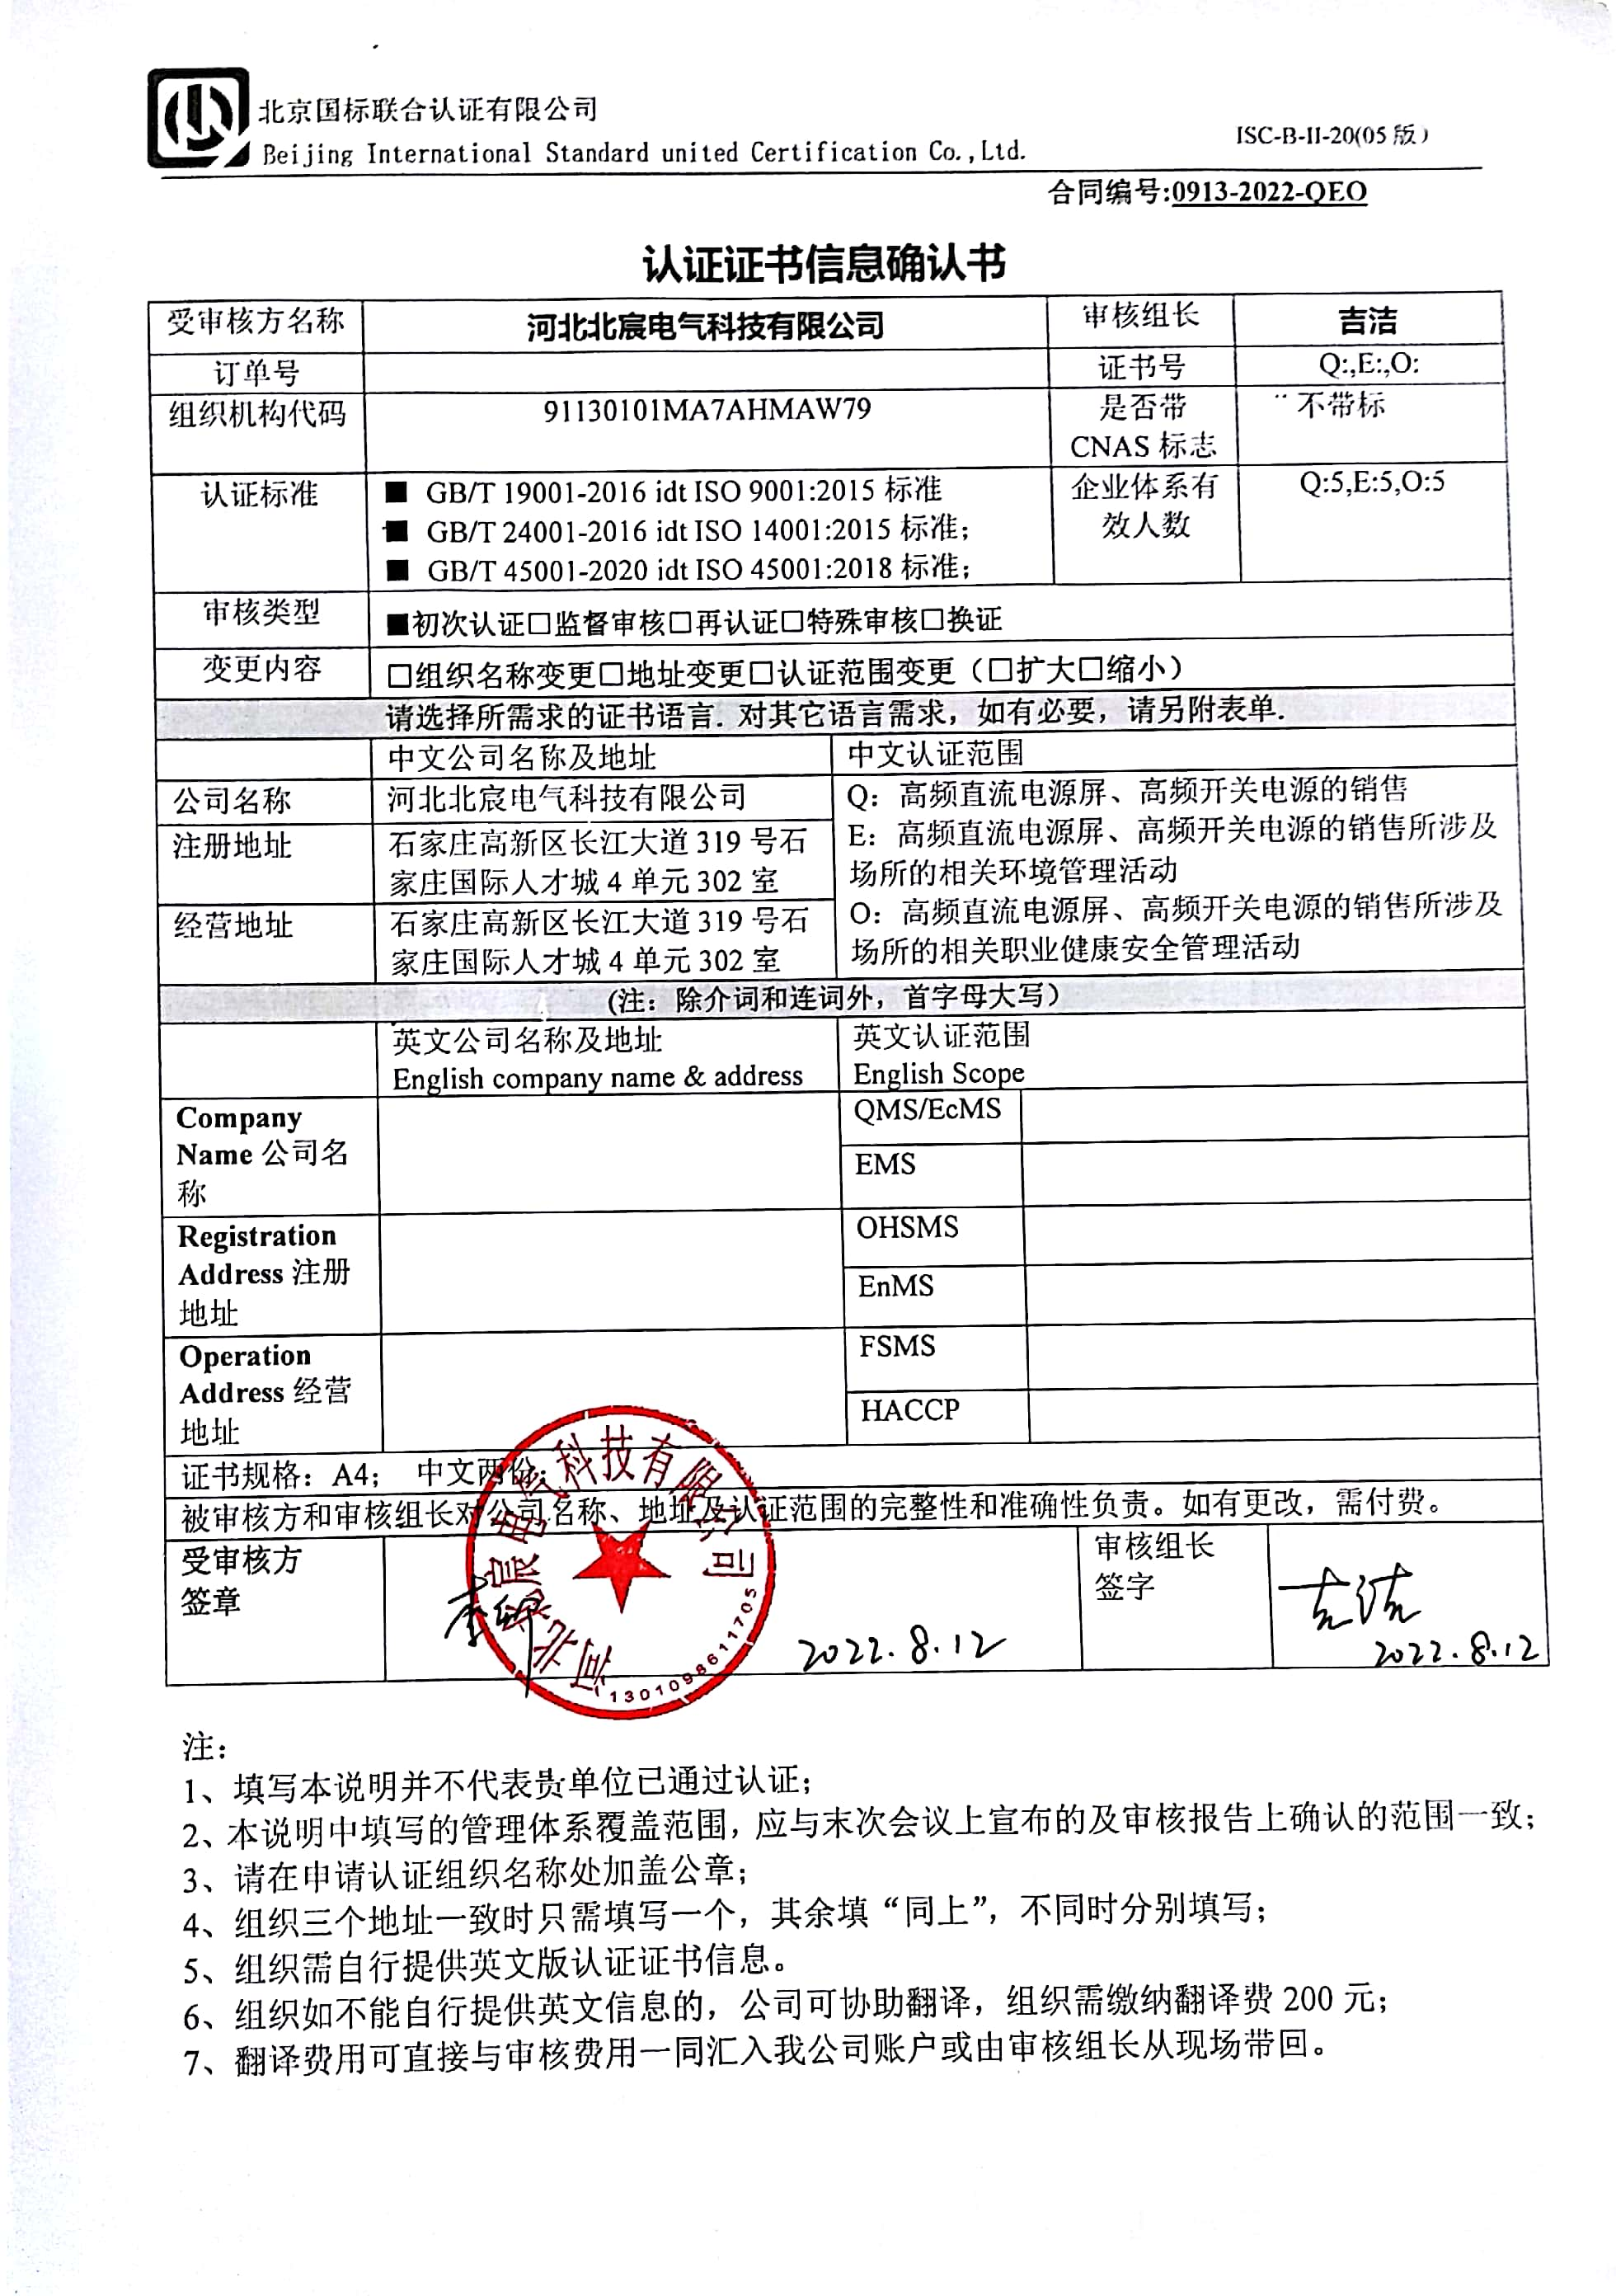 北京国标联合认证有限公司
Beijing International Standard united Certification Co.,Ltd.
ISC-B-II-20(05 版)
合同编号:0913-2022-QEO
认证证书信息确认书
受审核方名称 河北北宸电气科技有限公司 审核组长 吉洁
订单号 证书号 Q:,E:,O:
组织机构代码 91130101MA7AHMAW79 是否带 不带标
CNAS 标志
认证标准 ■ GB/T 19001-2016 idt ISO 9001:2015 标准 企业体系有 Q:5,E:5,O:5
■ GB/T 24001-2016 idt ISO 14001:2015 标准； 效人数
■ GB/T 45001-2020 idt ISO 45001:2018 标准；
审核类型 ■初次认证□监督审核□再认证□特殊审核□换证
变更内容 □组织名称变更□地址变更□认证范围变更（□扩大□缩小）
请选择所需求的证书语言. 对其它语言需求，如有必要，请另附表单.
中文公司名称及地址 中文认证范围
公司名称 河北北宸电气科技有限公司
注册地址 石家庄高新区长江大道 319 号石
家庄国际人才城 4 单元 302 室
经营地址 石家庄高新区长江大道 319 号石
家庄国际人才城 4 单元 302 室
Q：高频直流电源屏、高频开关电源的销售
E：高频直流电源屏、高频开关电源的销售所涉及
场所的相关环境管理活动
O：高频直流电源屏、高频开关电源的销售所涉及
场所的相关职业健康安全管理活动
(注：除介词和连词外，首字母大写）
英文公司名称及地址 英文认证范围
English company name & address English Scope
Company
Name 公司名
称
Registration
Address 注册
地址
Operation
Address 经营
地址
QMS/EcMS
EMS
OHSMS
EnMS
FSMS
HACCP
证书规格：A4； 中文两份；
被审核方和审核组长对公司名称、地址及认证范围的完整性和准确性负责。如有更改，需付费。
受审核方
签章
河北北宸电气科技有限公司
1301098611705
2022.8.12
审核组长
签字
吉洁
2022.8.12
注：
1、填写本说明并不代表贵单位已通过认证；
2、本说明中填写的管理体系覆盖范围，应与末次会议上宣布的及审核报告上确认的范围一致；
3、请在申请认证组织名称处加盖公章；
4、组织三个地址一致时只需填写一个，其余填“同上”，不同时分别填写；
5、组织需自行提供英文版认证证书信息。
6、组织如不能自行提供英文信息的，公司可协助翻译，组织需缴纳翻译费 200 元；
7、翻译费用可直接与审核费用一同汇入我公司账户或由审核组长从现场带回。